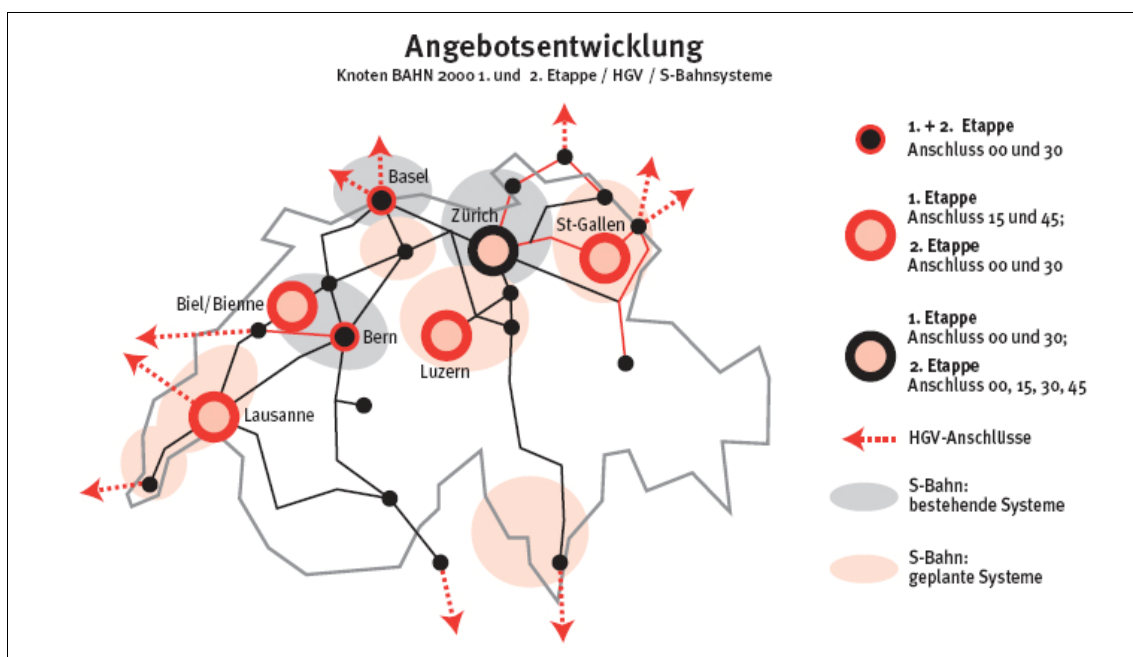 Angebotsentwicklung
Knoten BAHN 2000 1. und 2. Etappe / HGV / S-Bahnsysteme
Basel
Zürich
St-Gallen
Biel/Bienne
Bern
Luzern
Lausanne
1. + 2. Etappe
Anschluss 00 und 30
1. Etappe
Anschluss 15 und 45;
2. Etappe
Anschluss 00 und 30
1. Etappe
Anschluss 00 und 30;
2. Etappe
Anschluss 00, 15, 30, 45
HGV-Anschlüsse
S-Bahn:
bestehende Systeme
S-Bahn:
geplante Systeme